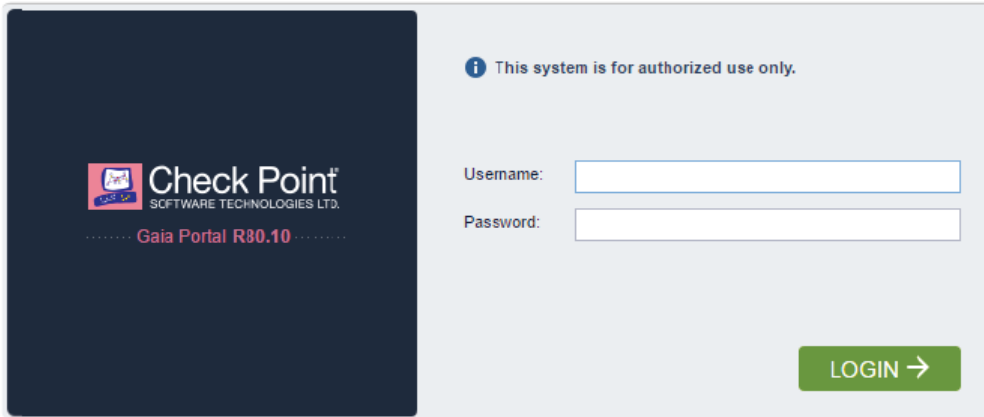 This system is for authorized use only.
Check Point
SOFTWARE TECHNOLOGIES LTD.
Gaia Portal R80.10
Username:
Password:
LOGIN